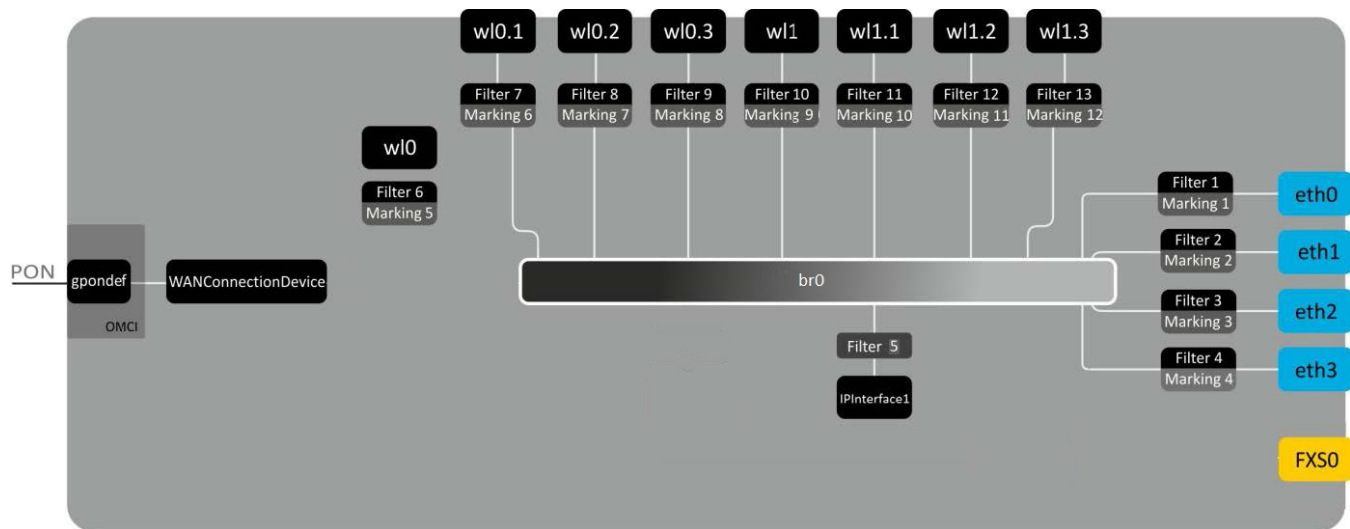 wl0.1 wl0.2 wl0.3 wl1 wl1.1 wl1.2 wl1.3
Filter 7 Filter 8 Filter 9 Filter 10 Filter 11 Filter 12 Filter 13
Marking 6 Marking 7 Marking 8 Marking 9 Marking 10 Marking 11 Marking 12
wl0
Filter 6
Marking 5
Filter 1
Marking 1
eth0
Filter 2
Marking 2
eth1
PON
gpondef
WANConnectionDevice
OMCI
br0
Filter 3
Marking 3
eth2
Filter 5
IPInterface1
Filter 4
Marking 4
eth3
FXS0